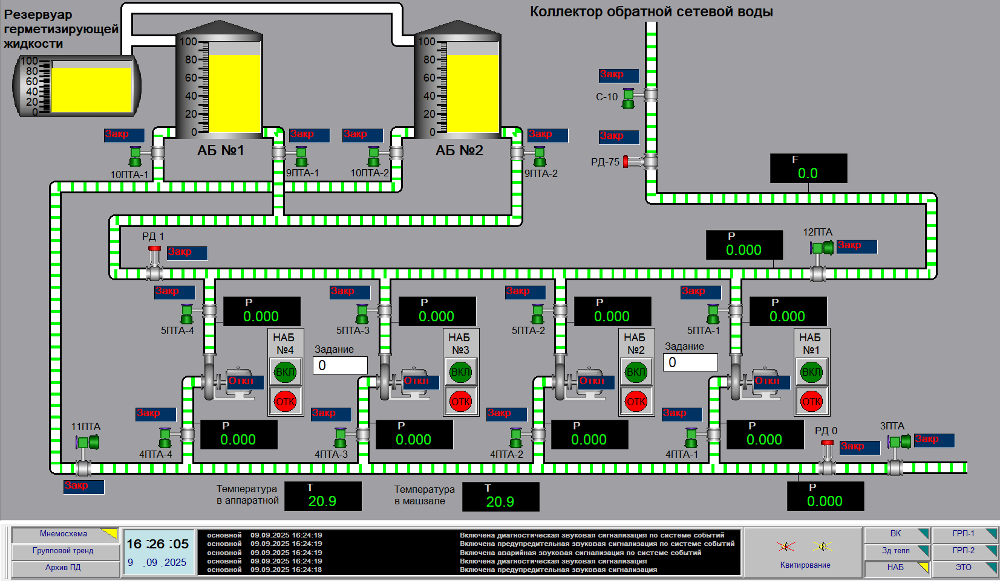 Резервуар
герметизирующей
жидкости
Коллектор обратной сетевой воды
100
80
60
40
20
0
100
80
60
40
20
0
100
80
60
40
20
0
АБ №1
АБ №2
Закр
С-10
Закр
РД-75
Закр
10ПТА-1
Закр
9ПТА-1
Закр
10ПТА-2
Закр
9ПТА-2
F
0.0
РД 1
Закр
P
0.000
12ПТА
Закр
Закр
5ПТА-4
P
0.000
Закр
5ПТА-3
P
0.000
Закр
5ПТА-2
P
0.000
Закр
5ПТА-1
P
0.000
НАБ
№4
ВКЛ
ОТК
Откл
Задание
0
НАБ
№3
ВКЛ
ОТК
Откл
НАБ
№2
ВКЛ
ОТК
Откл
Задание
0
НАБ
№1
ВКЛ
ОТК
Откл
11ПТА
Закр
Закр
4ПТА-4
P
0.000
Закр
4ПТА-3
P
0.000
Закр
4ПТА-2
P
0.000
Закр
4ПТА-1
P
0.000
РД 0
Закр
3ПТА
Закр
Температура
в аппаратной
T
20.9
Температура
в машзале
T
20.9
P
0.000
Мнемосхема
Групповой тренд
Архив ПД
16:26:05
9 .09 .2025
основной 09.09.2025 16:24:19 Включена диагностическая звуковая сигнализация по системе событий
основной 09.09.2025 16:24:19 Включена предупредительная звуковая сигнализация по системе событий
основной 09.09.2025 16:24:19 Включена аварийная звуковая сигнализация по системе событий
основной 09.09.2025 16:24:19 Включена диагностическая звуковая сигнализация
основной 09.09.2025 16:24:18 Включена предупредительная звуковая сигнализация
Квитирование
ВК
ГРП-1
Зд тепл
ГРП-2
НАБ
ЭТО